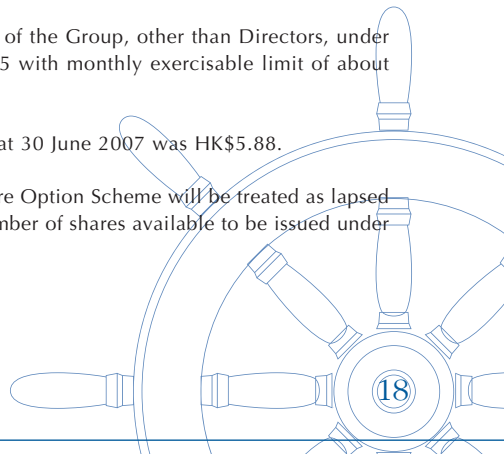 of the Group, other than Directors, under
5 with monthly exercisable limit of about
at 30 June 2007 was HK$5.88.
re Option Scheme will be treated as lapsed
mber of shares available to be issued under
18